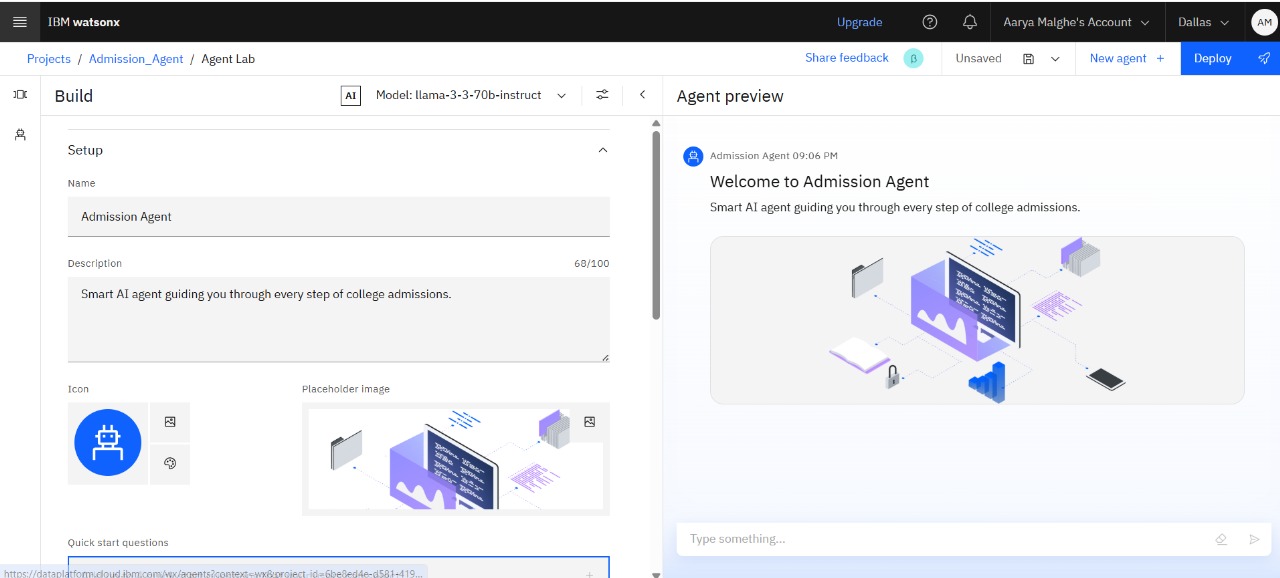 IBM watsonx
Upgrade
Aarya Malghe's Account
Dallas
AM
Projects / Admission_Agent / Agent Lab
Share feedback
β
Unsaved
New agent +
Deploy
Build
AI
Model: llama-3-3-70b-instruct
Setup
Name
Admission Agent
Description
68/100
Smart AI agent guiding you through every step of college admissions.
Icon
Placeholder image
Quick start questions
Agent preview
Admission Agent 09:06 PM
Welcome to Admission Agent
Smart AI agent guiding you through every step of college admissions.
Type something...
https://dataplatform.cloud.ibm.com/wx/agents?context=wx&project-id=6be8ed4e-d581-419...